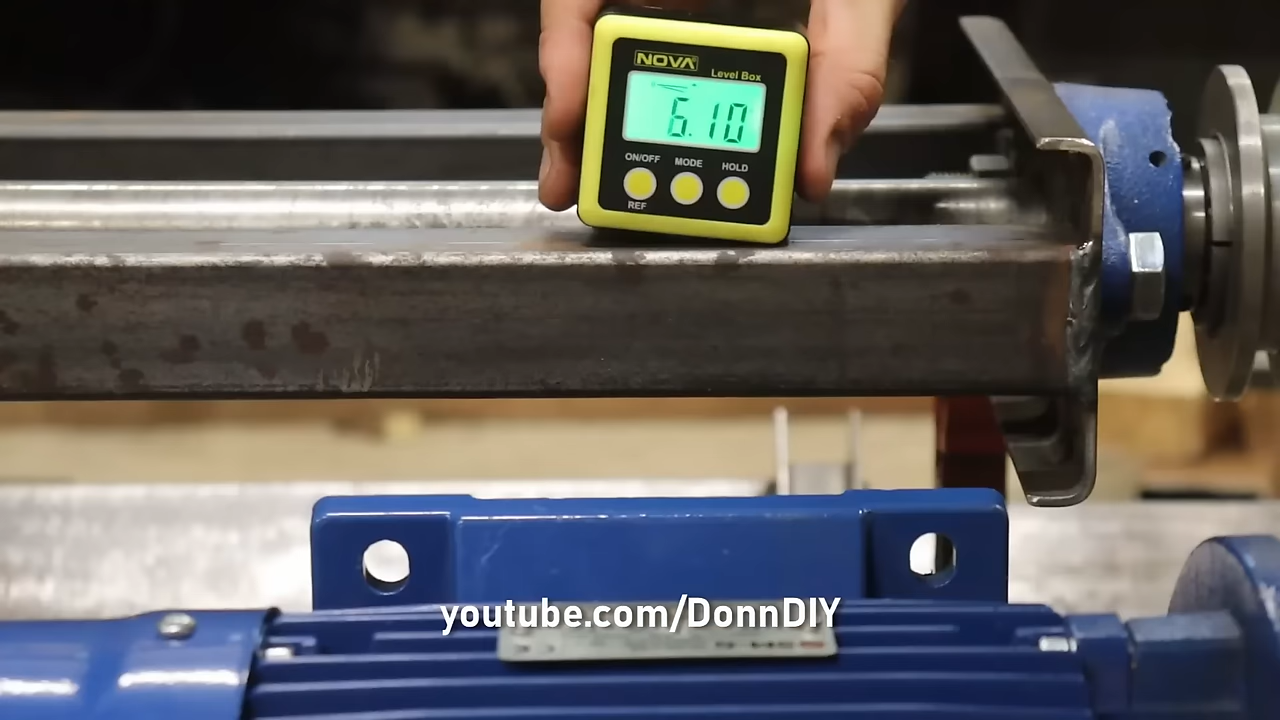 NOVA
Level Box
6.10
ON/OFF MODE HOLD
REF
youtube.com/DonnDIY